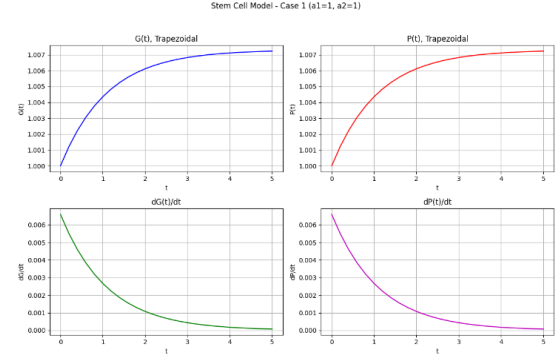 Stem Cell Model - Case 1 (a1=1, a2=1)
G(t), Trapezoidal
1.007
1.006
1.005
1.004
1.003
1.002
1.001
1.000
G(t)
0 1 2 3 4 5
t
P(t), Trapezoidal
1.007
1.006
1.005
1.004
1.003
1.002
1.001
1.000
P(t)
0 1 2 3 4 5
t
dG(t)/dt
0.006
0.005
0.004
0.003
0.002
0.001
0.000
dG/dt
0 1 2 3 4 5
t
dP(t)/dt
0.006
0.005
0.004
0.003
0.002
0.001
0.000
dP/dt
0 1 2 3 4 5
t